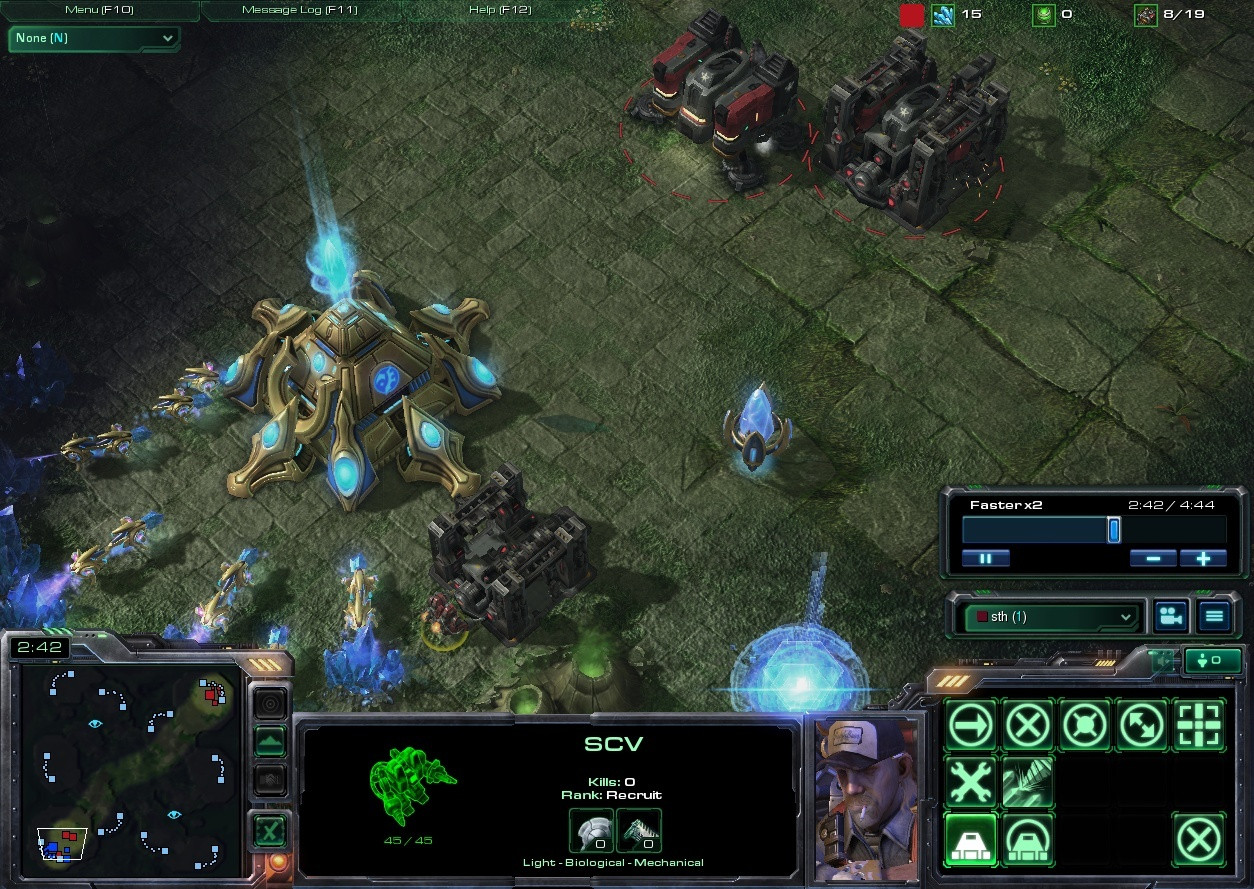 Menu (F10)
Message Log (F11)
Help (F12)
15
0
8/19
None (N)
Faster x2
2:42 / 4:44
sth (1)
2:42
0
SCV
Kills: 0
Rank: Recruit
0
0
45 / 45
Light - Biological - Mechanical